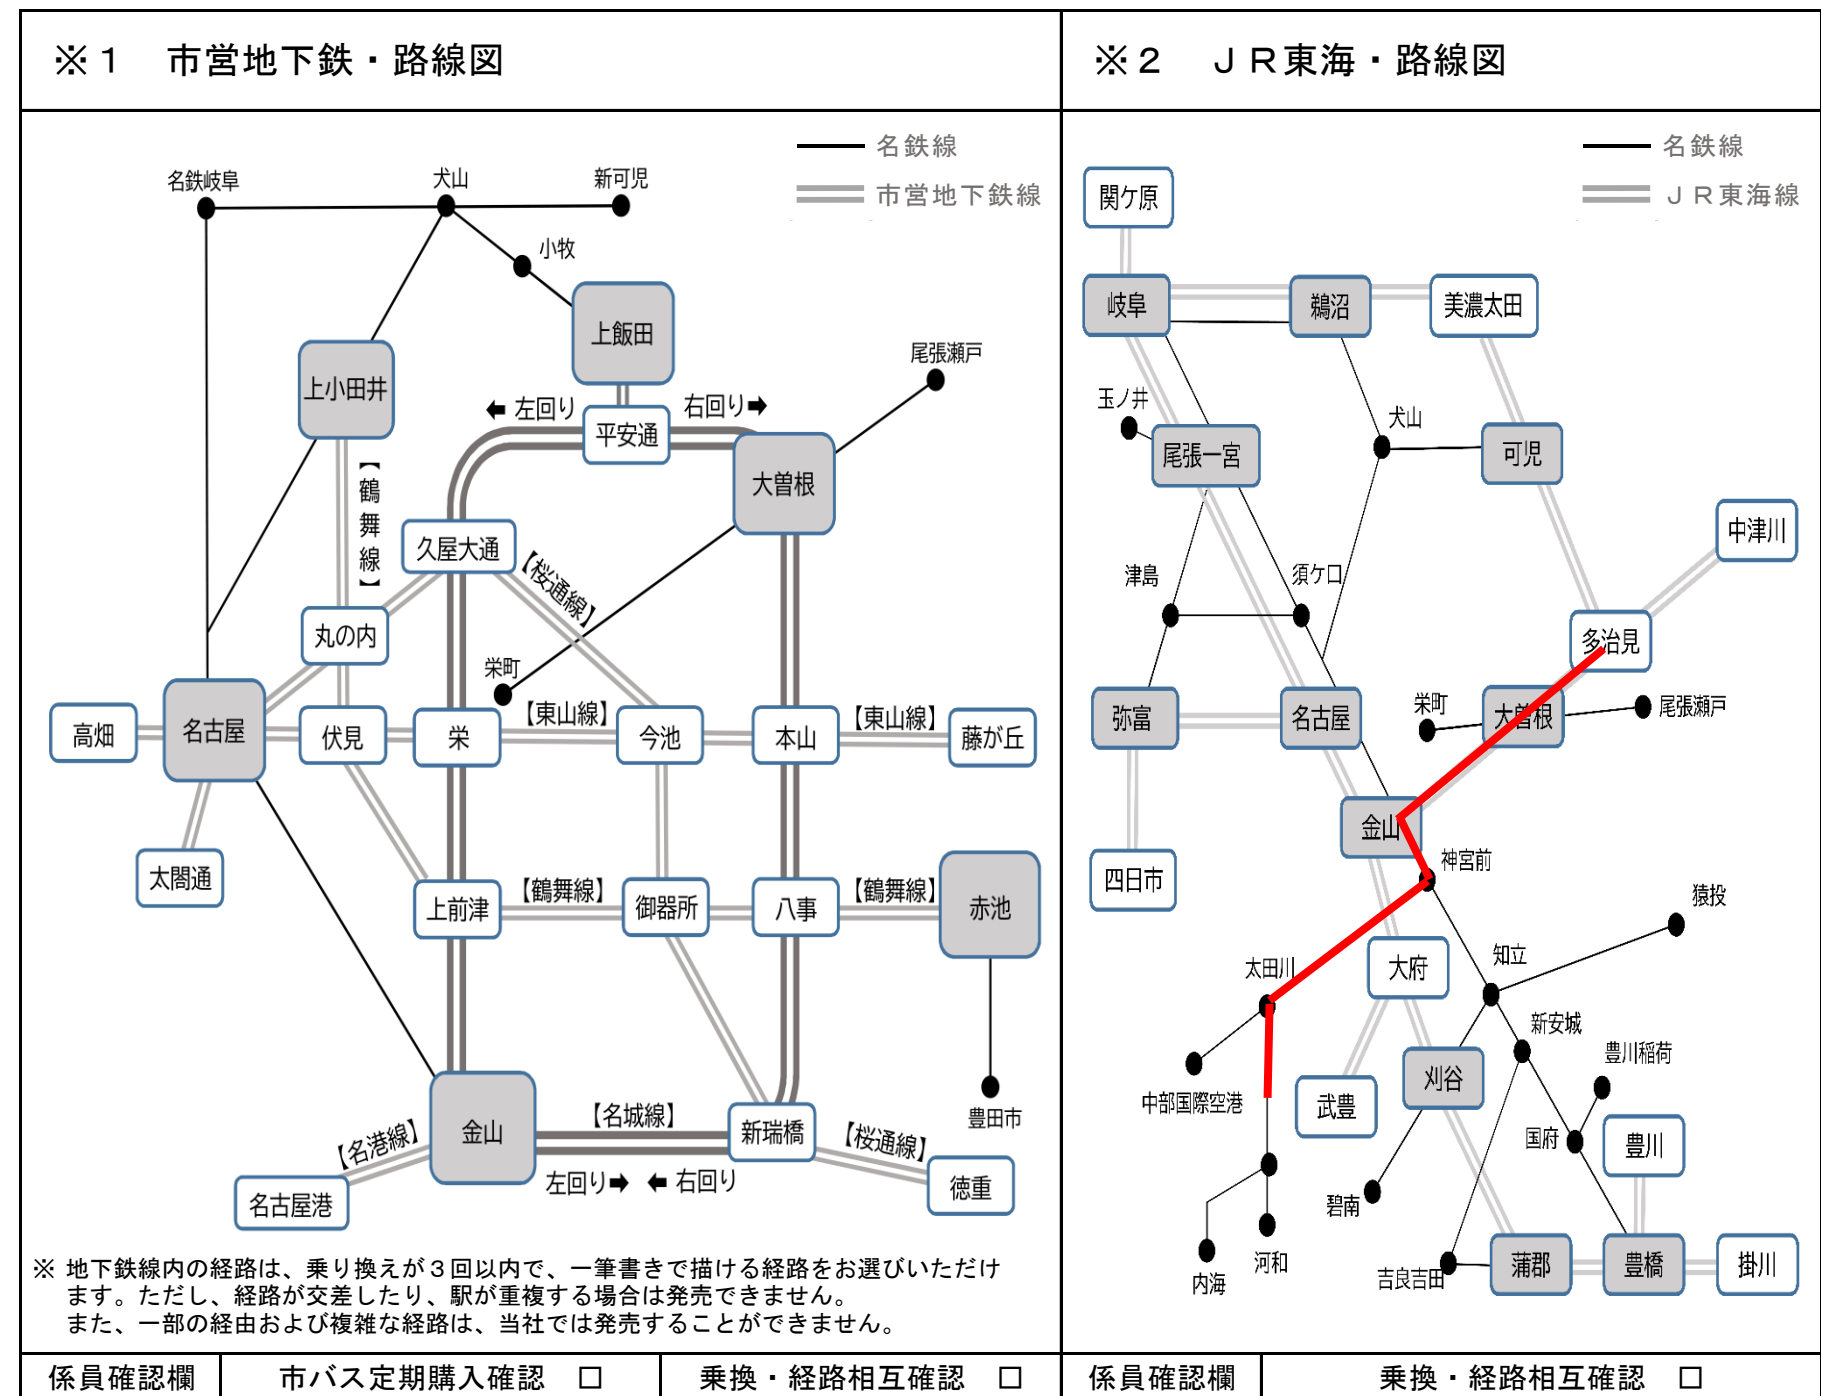 ※１　市営地下鉄・路線図
名鉄線
市営地下鉄線
名鉄岐阜
犬山
新可児
小牧
上飯田
上小田井
尾張瀬戸
⬅ 左回り
右回り➡
平安通
大曽根
【鶴舞線】
久屋大通
【桜通線】
丸の内
栄町
高畑
名古屋
伏見
栄
【東山線】
今池
本山
【東山線】
藤が丘
太閤通
上前津
【鶴舞線】
御器所
八事
【鶴舞線】
赤池
豊田市
金山
【名城線】
新瑞橋
【桜通線】
徳重
【名港線】
名古屋港
左回り➡ ⬅ 右回り
※ 地下鉄線内の経路は、乗り換えが３回以内で、一筆書きで描ける経路をお選びいただけ
ます。ただし、経路が交差したり、駅が重複する場合は発売できません。
また、一部の経由および複雑な経路は、当社では発売することができません。
係員確認欄
市バス定期購入確認　□
乗換・経路相互確認　□
※２　ＪＲ東海・路線図
名鉄線
ＪＲ東海線
関ケ原
岐阜
鵜沼
美濃太田
玉ノ井
犬山
尾張一宮
可児
中津川
津島
須ケ口
多治見
弥富
名古屋
栄町
大曽根
尾張瀬戸
金山
神宮前
四日市
猿投
太田川
大府
知立
新安城
豊川稲荷
中部国際空港
武豊
刈谷
国府
豊川
碧南
内海
河和
吉良吉田
蒲郡
豊橋
掛川
係員確認欄
乗換・経路相互確認　□